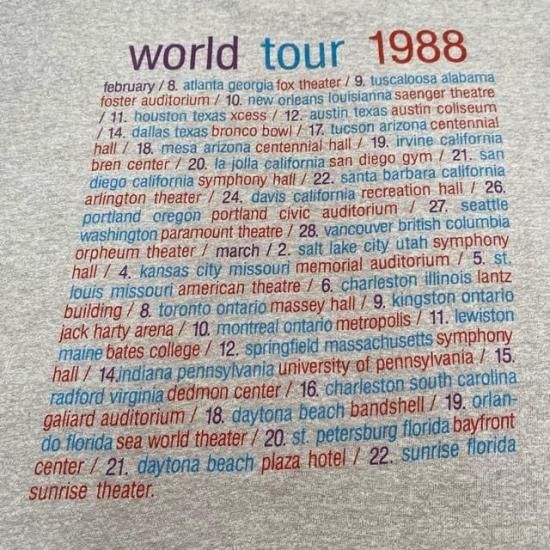 world tour 1988
february / 8. atlanta georgia fox theater / 9. tuscaloosa alabama
foster auditorium / 10. new orleans louisianna saenger theatre
/ 11. houston texas xcess / 12. austin texas austin coliseum
/ 14. dallas texas bronco bowl / 17. tucson arizona centennial
hall / 18. mesa arizona centennial hall / 19. irvine california
bren center / 20. la jolla california san diego gym / 21. san
diego california symphony hall / 22. santa barbara california
arlington theater / 24. davis california recreation hall / 26.
portland oregon portland civic auditorium / 27. seattle
washington paramount theatre / 28. vancouver british columbia
orpheum theater / march / 2. salt lake city utah symphony
hall / 4. kansas city missouri memorial auditorium / 5. st.
louis missouri american theatre / 6. charleston illinois lantz
building / 8. toronto ontario massey hall / 9. kingston ontario
jack harty arena / 10. montreal ontario metropolis / 11. lewiston
maine bates college / 12. springfield massachusetts symphony
hall / 14.indiana pennsylvania university of pennsylvania / 15.
radford virginia dedmon center / 16. charleston south carolina
galiard auditorium / 18. daytona beach bandshell / 19. orlan-
do florida sea world theater / 20. st. petersburg florida bayfront
center / 21. daytona beach plaza hotel / 22. sunrise florida
sunrise theater.